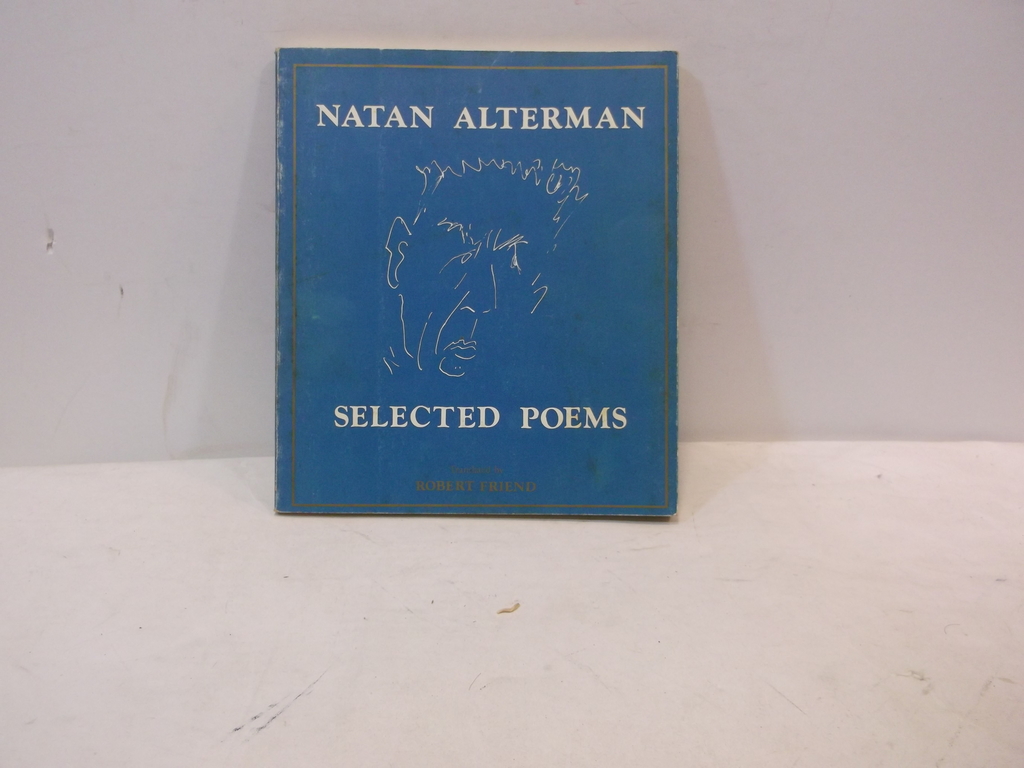 NATAN ALTERMAN
SELECTED POEMS
ROBERT FRIEND